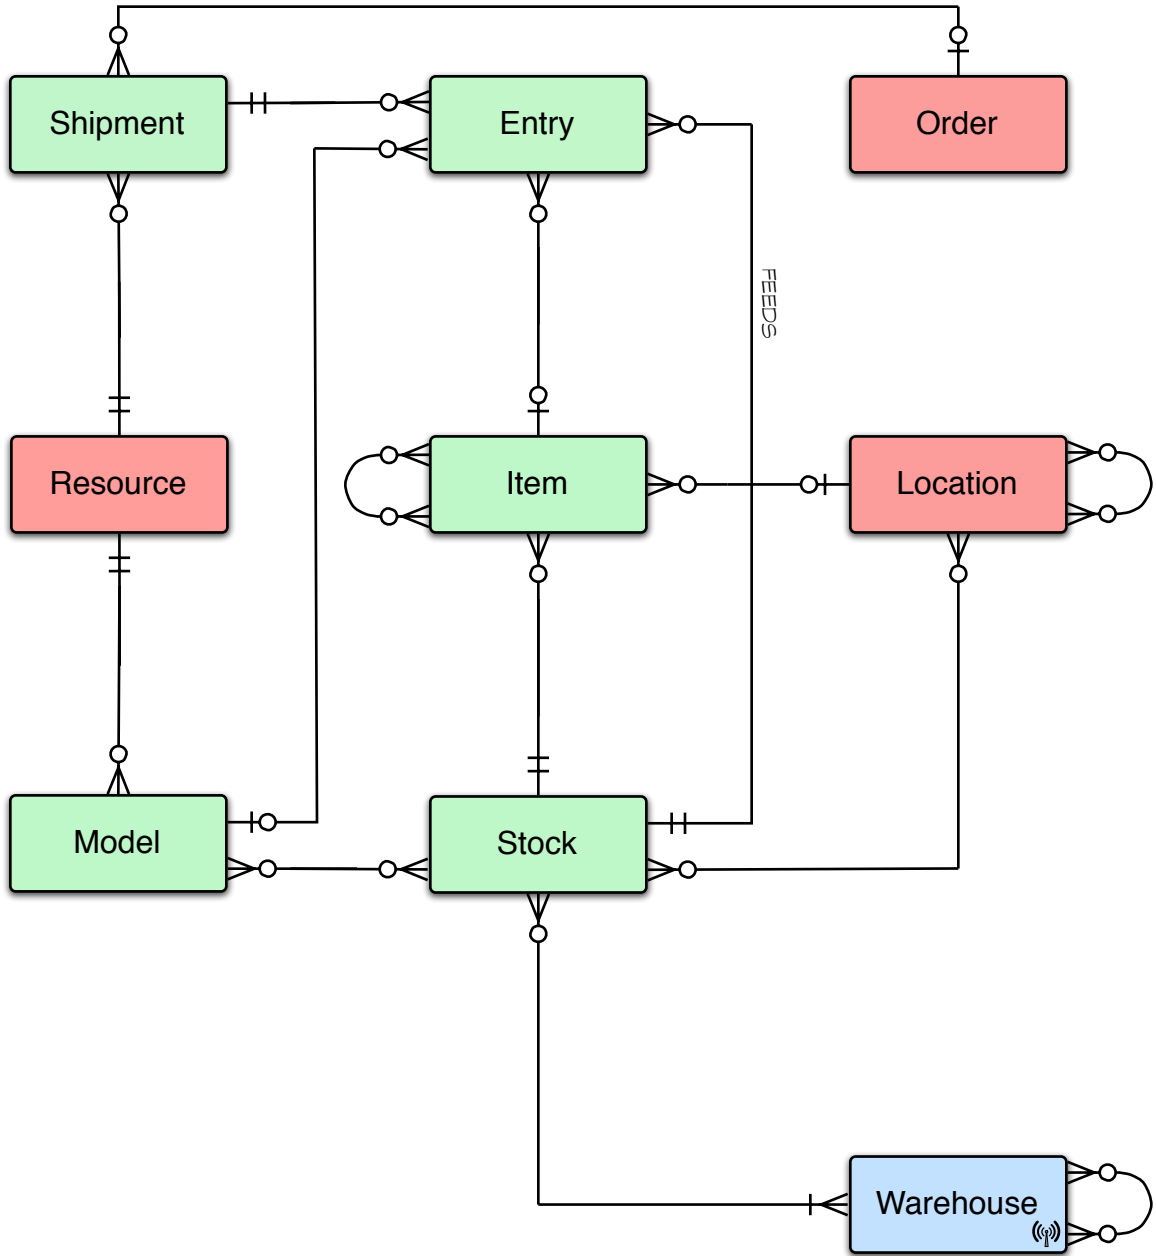 Shipment
Entry
Order
FEEDS
Resource
Item
Location
Model
Stock
Warehouse